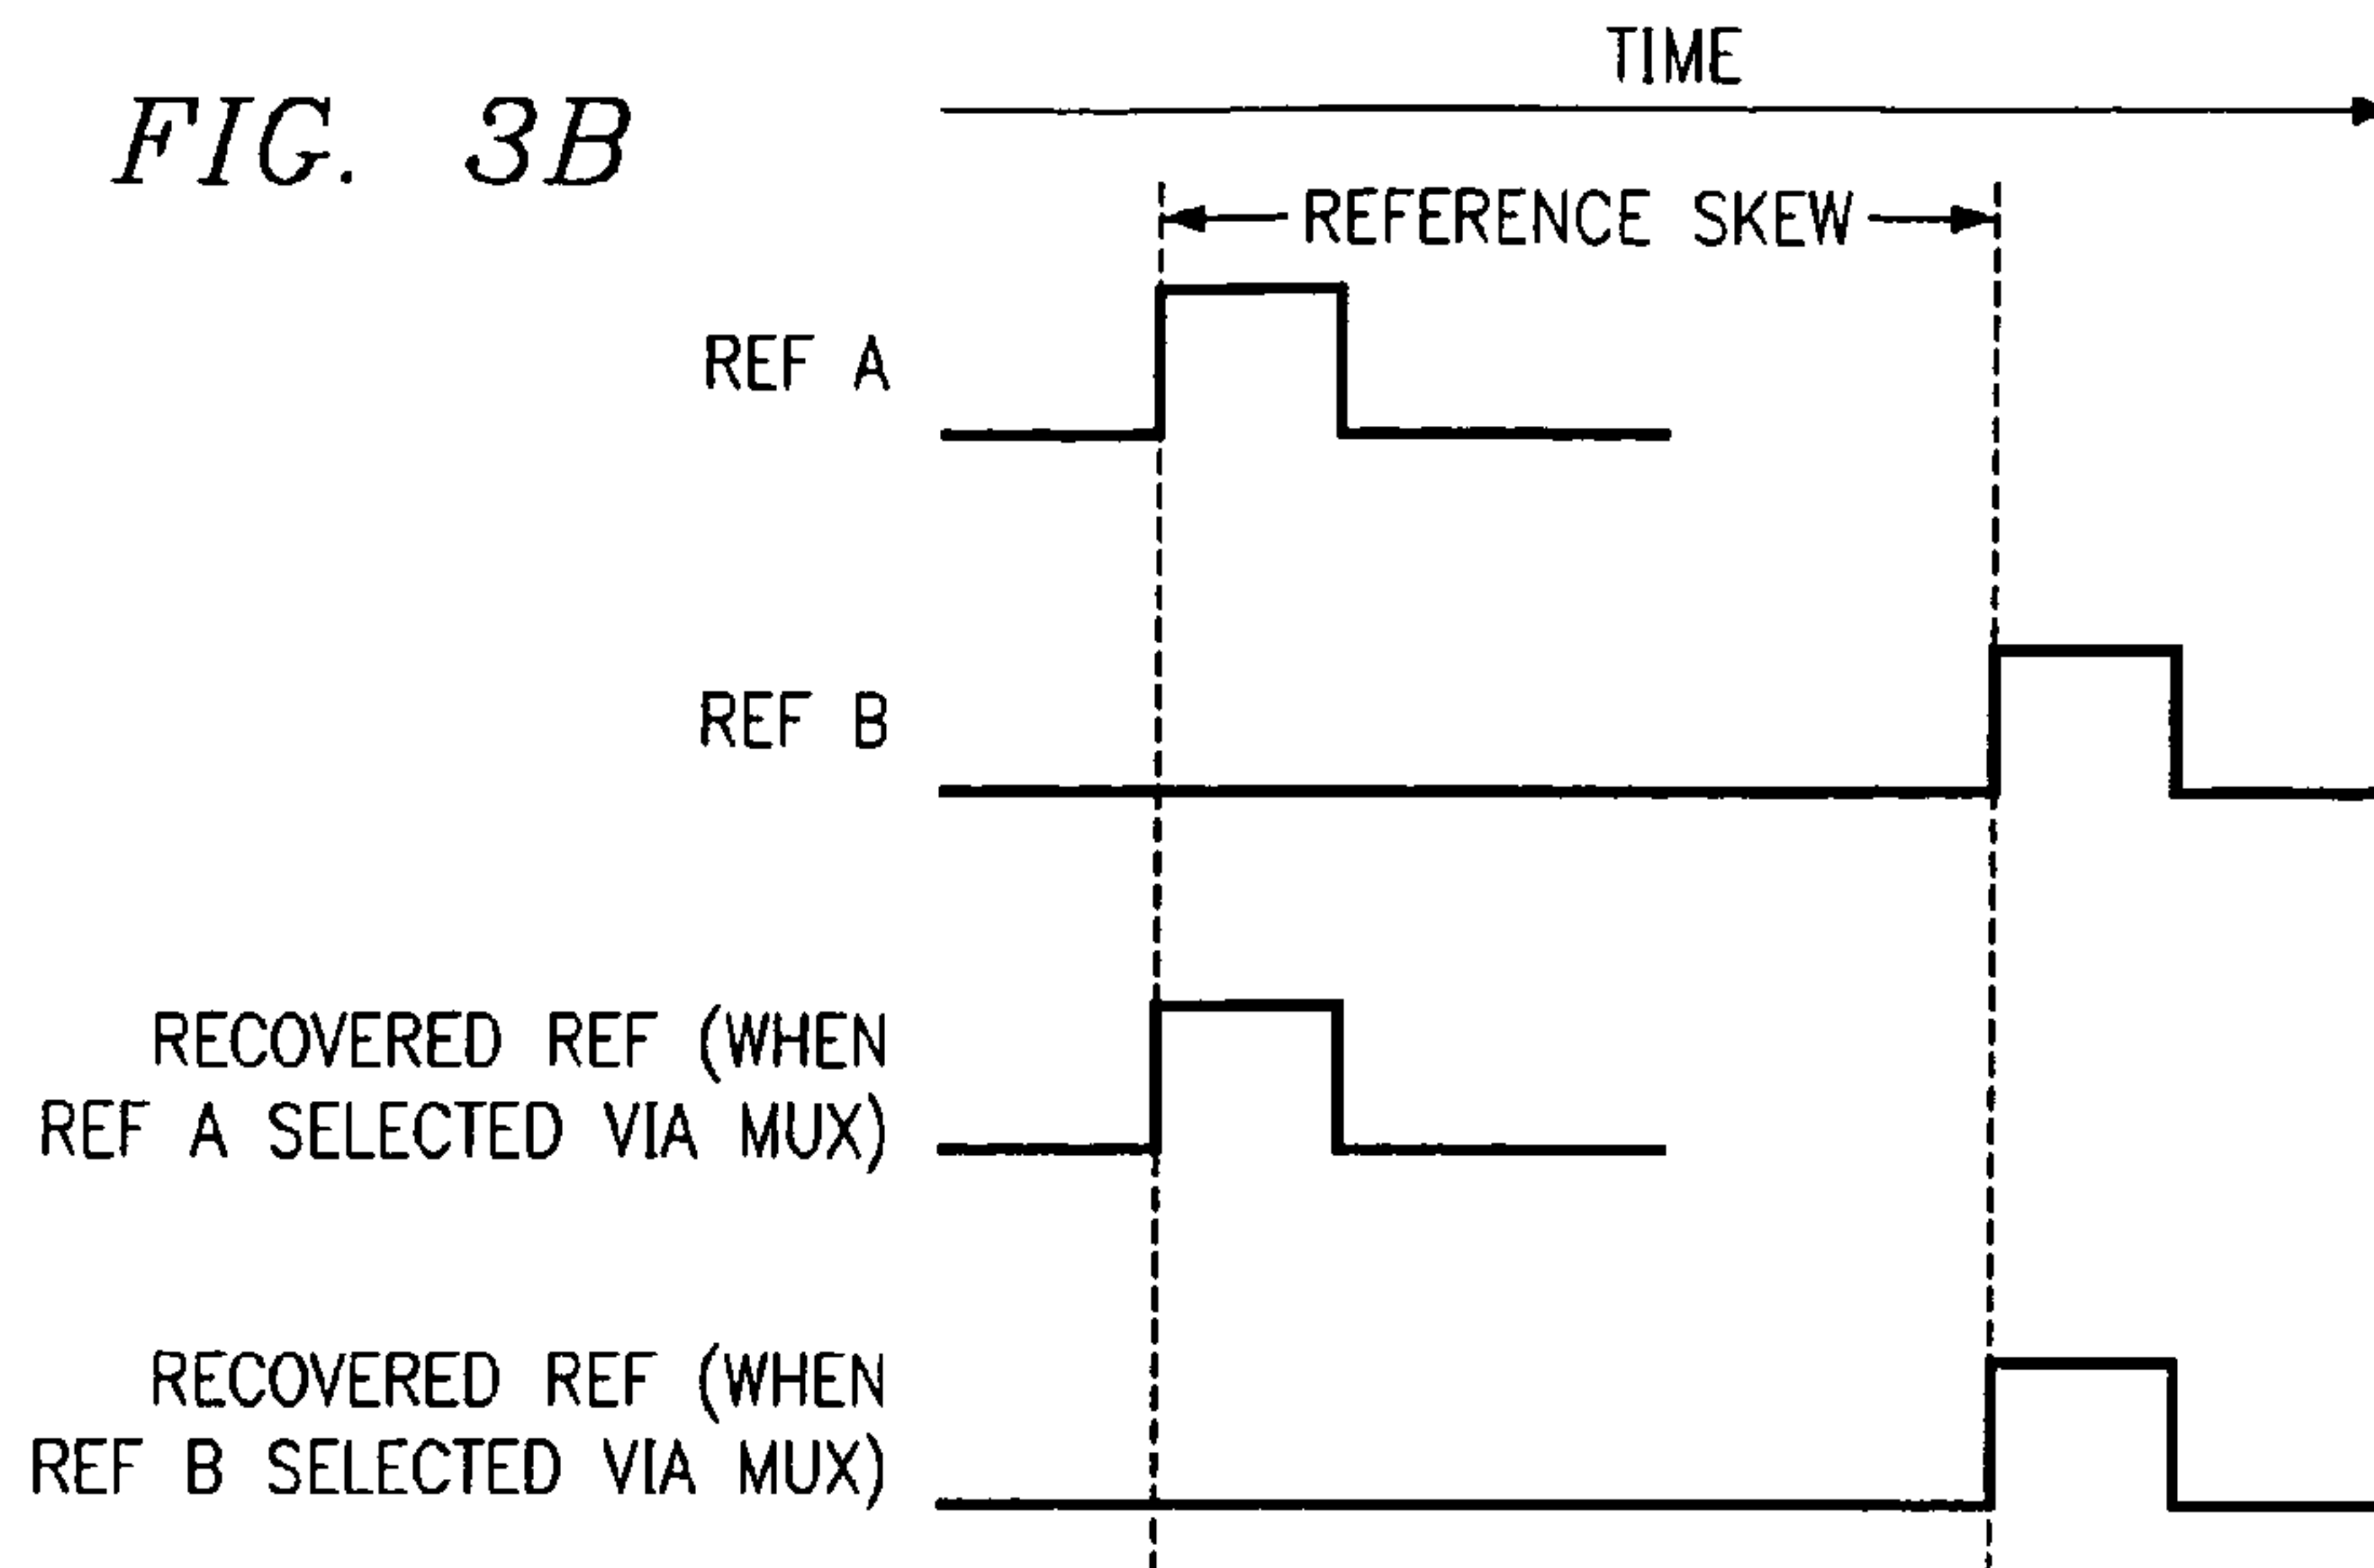 FIG. 3B
TIME
REFERENCE SKEW
REF A
REF B
RECOVERED REF (WHEN
REF A SELECTED VIA MUX)
RECOVERED REF (WHEN
REF B SELECTED VIA MUX)